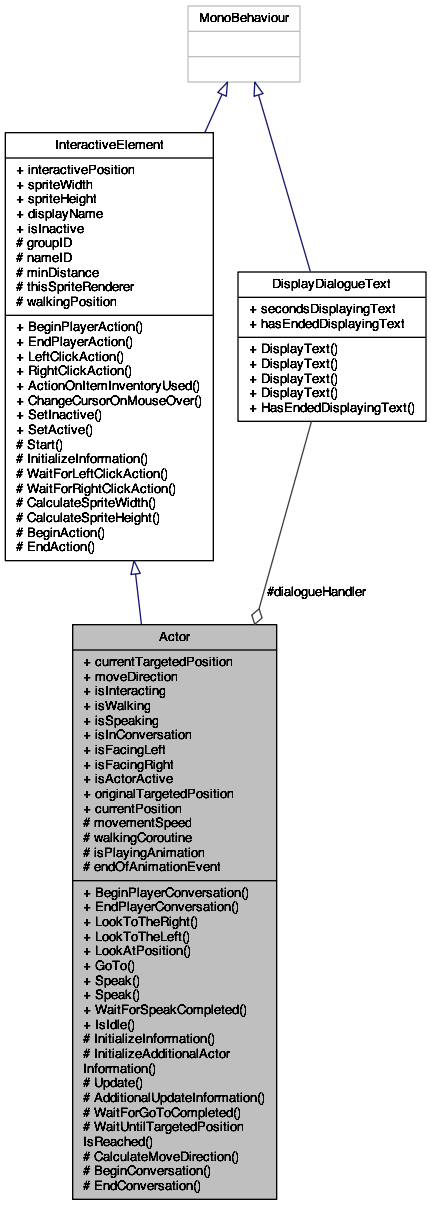 MonoBehaviour
InteractiveElement
+ interactivePosition
+ spriteWidth
+ spriteHeight
+ displayName
+ isInactive
# groupID
# nameID
# minDistance
# thisSpriteRenderer
# walkingPosition
+ BeginPlayerAction()
+ EndPlayerAction()
+ LeftClickAction()
+ RightClickAction()
+ ActionOnItemInventoryUsed()
+ ChangeCursorOnMouseOver()
+ SetInactive()
+ SetActive()
# Start()
# InitializeInformation()
# WaitForLeftClickAction()
# WaitForRightClickAction()
# CalculateSpriteWidth()
# CalculateSpriteHeight()
# BeginAction()
# EndAction()
DisplayDialogueText
+ secondsDisplayingText
+ hasEndedDisplayingText
+ DisplayText()
+ DisplayText()
+ DisplayText()
+ DisplayText()
+ HasEndedDisplayingText()
#dialogueHandler
Actor
+ currentTargetedPosition
+ moveDirection
+ isInteracting
+ isWalking
+ isSpeaking
+ isInConversation
+ isFacingLeft
+ isFacingRight
+ isActorActive
+ originalTargetedPosition
+ currentPosition
# movementSpeed
# walkingCoroutine
# isPlayingAnimation
# endOfAnimationEvent
+ BeginPlayerConversation()
+ EndPlayerConversation()
+ LookToTheRight()
+ LookToTheLeft()
+ LookAtPosition()
+ GoTo()
+ Speak()
+ Speak()
+ WaitForSpeakCompleted()
+ IsIdle()
# InitializeInformation()
# InitializeAdditionalActor
Information()
# Update()
# AdditionalUpdateInformation()
# WaitForGoToCompleted()
# WaitUntilTargetedPosition
IsReached()
# CalculateMoveDirection()
# BeginConversation()
# EndConversation()